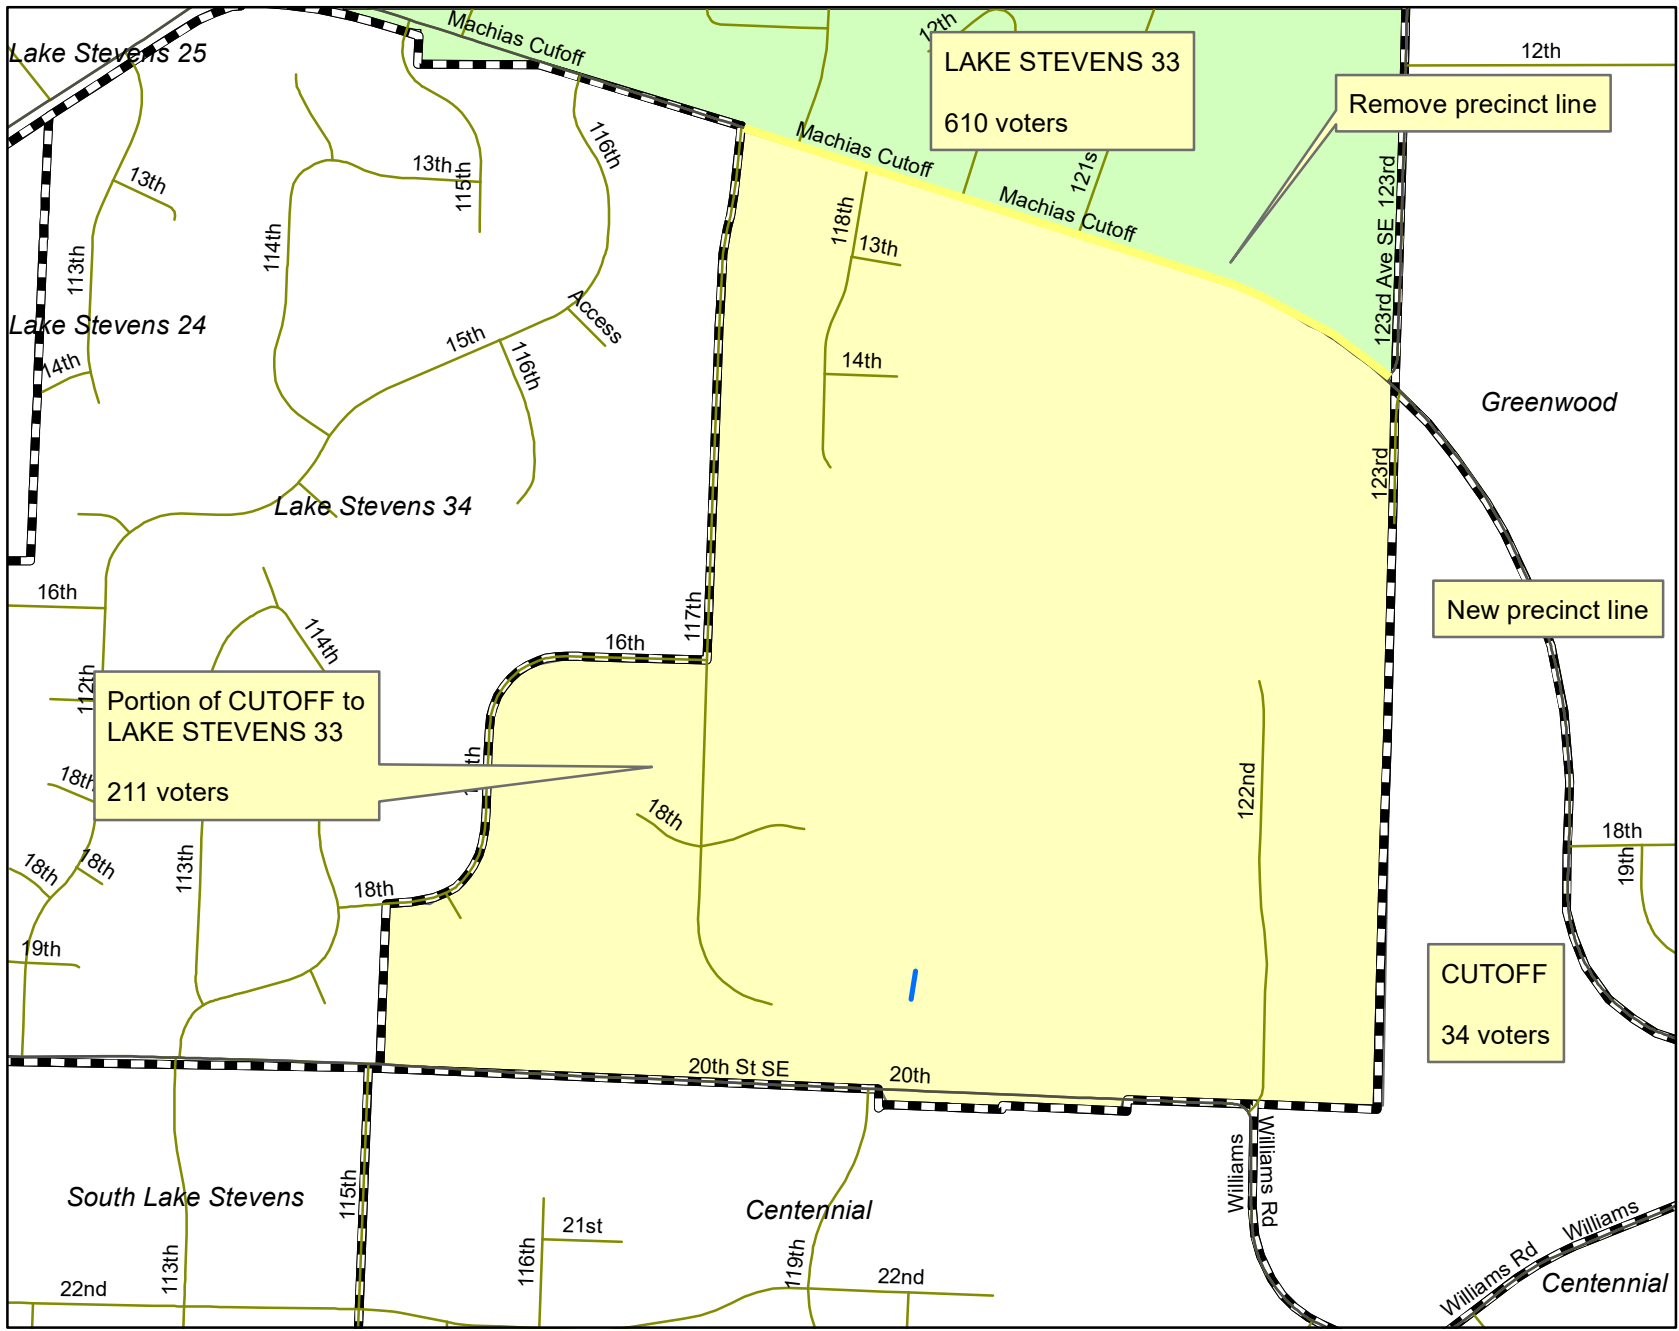 Lake Stevens 25
Machias Cutoff
12th
LAKE STEVENS 33
610 voters
12th
Remove precinct line
Machias Cutoff
121s
Machias Cutoff
123rd
123rd Ave SE
116th
13th
115th
13th
114th
113th
118th
13th
Access
Lake Stevens 24
14th
15th
116th
14th
Greenwood
123rd
Lake Stevens 34
16th
117th
16th
114th
New precinct line
112th
Portion of CUTOFF to
LAKE STEVENS 33
211 voters
th
18th
18th
122nd
18th
19th
18th
18th
113th
18th
19th
CUTOFF
34 voters
20th St SE
20th
Williams
Williams Rd
South Lake Stevens
115th
Centennial
21st
116th
119th
113th
22nd
22nd
Williams
Williams Rd
Centennial